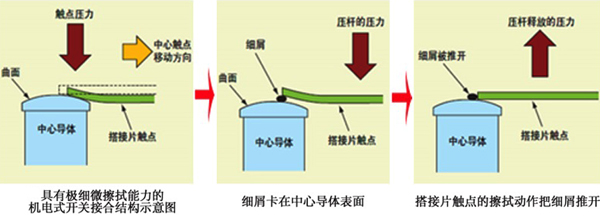 触点的压力
中心触点
移动方向
曲面
中心导体
搭接片触点
具有极细微擦拭能力的
机电式开关接合结构示意图
压杆的压力
细屑
曲面
中心导体
搭接片触点
细屑卡在中心导体表面
压杆释放的压力
细屑被推开
中心导体
搭接片触点
搭接片触点的擦拭动作把细屑推开